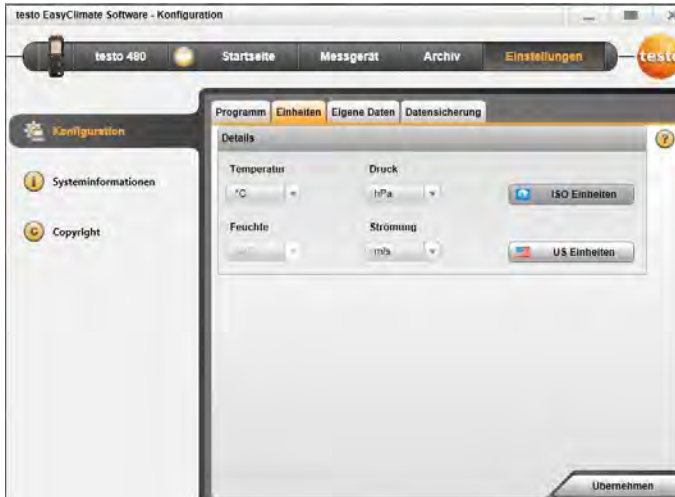 testo EasyClimate Software - Konfiguration
testo 480
Startseite
Messgerät
Archiv
Einstellungen
testo
Konfiguration
Systeminformationen
Copyright
Programm
Einheiten
Eigene Daten
Datensicherung
Details
?
Temperatur
Druck
°C
hPa
ISO Einheiten
Feuchte
Strömung
m/s
US Einheiten
Übernehmen